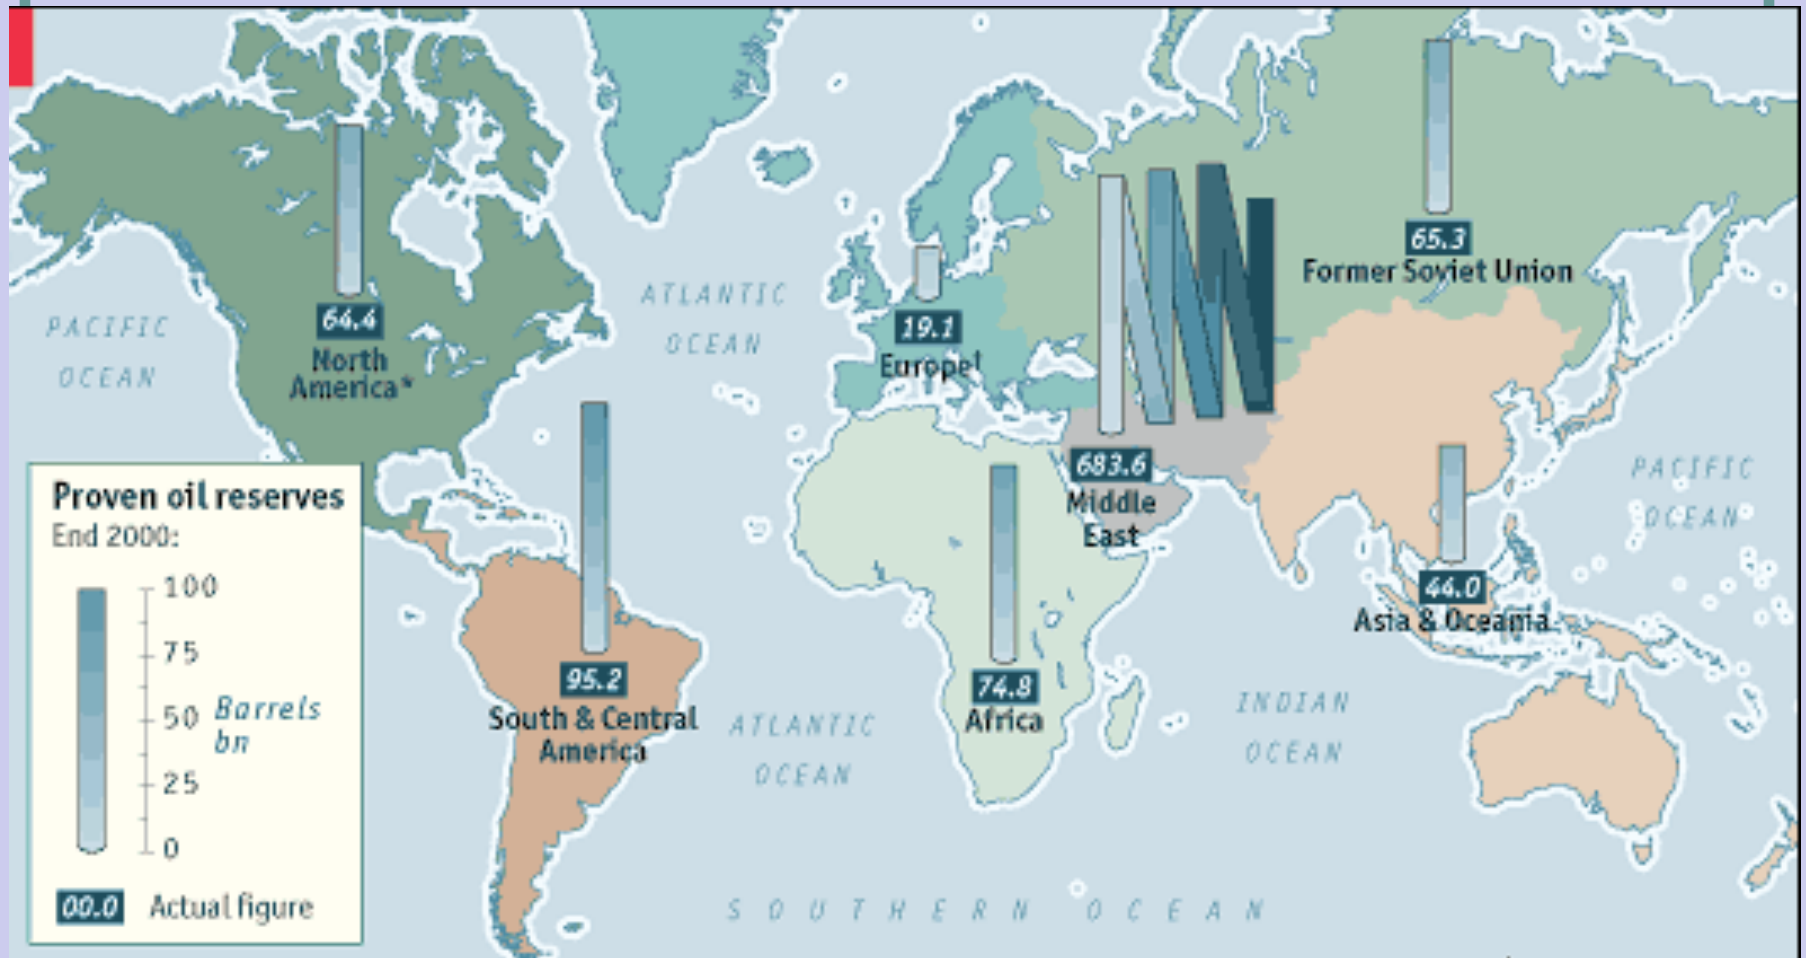 65.3
Former Soviet Union
64.4
North
America*
19.1
Europe†
PACIFIC
OCEAN
ATLANTIC
OCEAN
683.6
Middle
East
PACIFIC
OCEAN
44.0
Asia & Oceania
95.2
South & Central
America
74.8
Africa
ATLANTIC
OCEAN
INDIAN
OCEAN
SOUTHERN OCEAN
Proven oil reserves
End 2000:
100
75
50
25
0
Barrels
bn
00.0 Actual figure